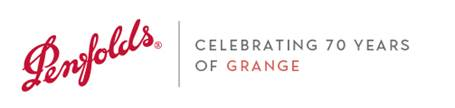 Penfolds®
CELEBRATING 70 YEARS
OF GRANGE